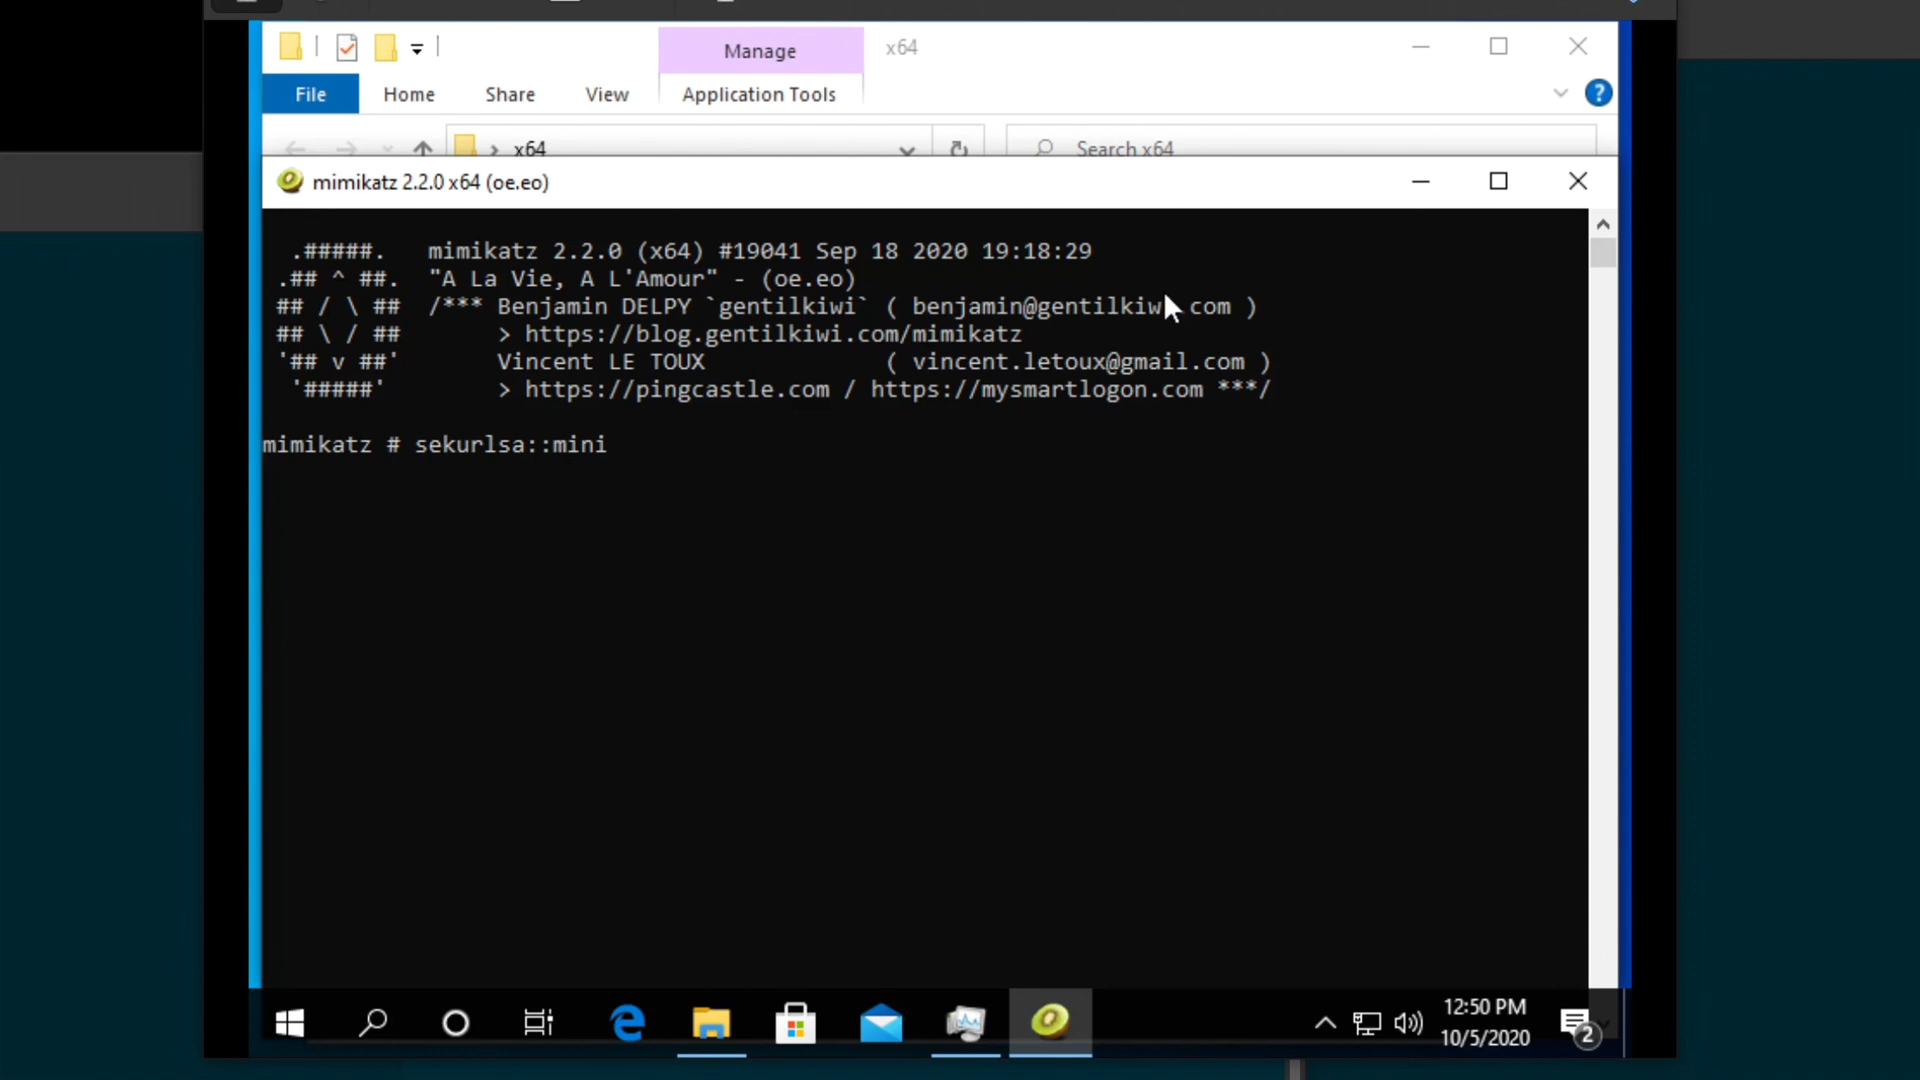 Manage
x64
File
Home
Share
View
Application Tools
?
x64
Search x64
mimikatz 2.2.0 x64 (oe.eo)
.#####.   mimikatz 2.2.0 (x64) #19041 Sep 18 2020 19:18:29
.## ^ ##.  "A La Vie, A L'Amour" - (oe.eo)
## / \ ##  /*** Benjamin DELPY `gentilkiwi` ( benjamin@gentilkiwi.com )
## \ / ##       > https://blog.gentilkiwi.com/mimikatz
'## v ##'       Vincent LE TOUX             ( vincent.letoux@gmail.com )
'#####'        > https://pingcastle.com / https://mysmartlogon.com ***/
mimikatz # sekurlsa::mini
12:50 PM
10/5/2020
2